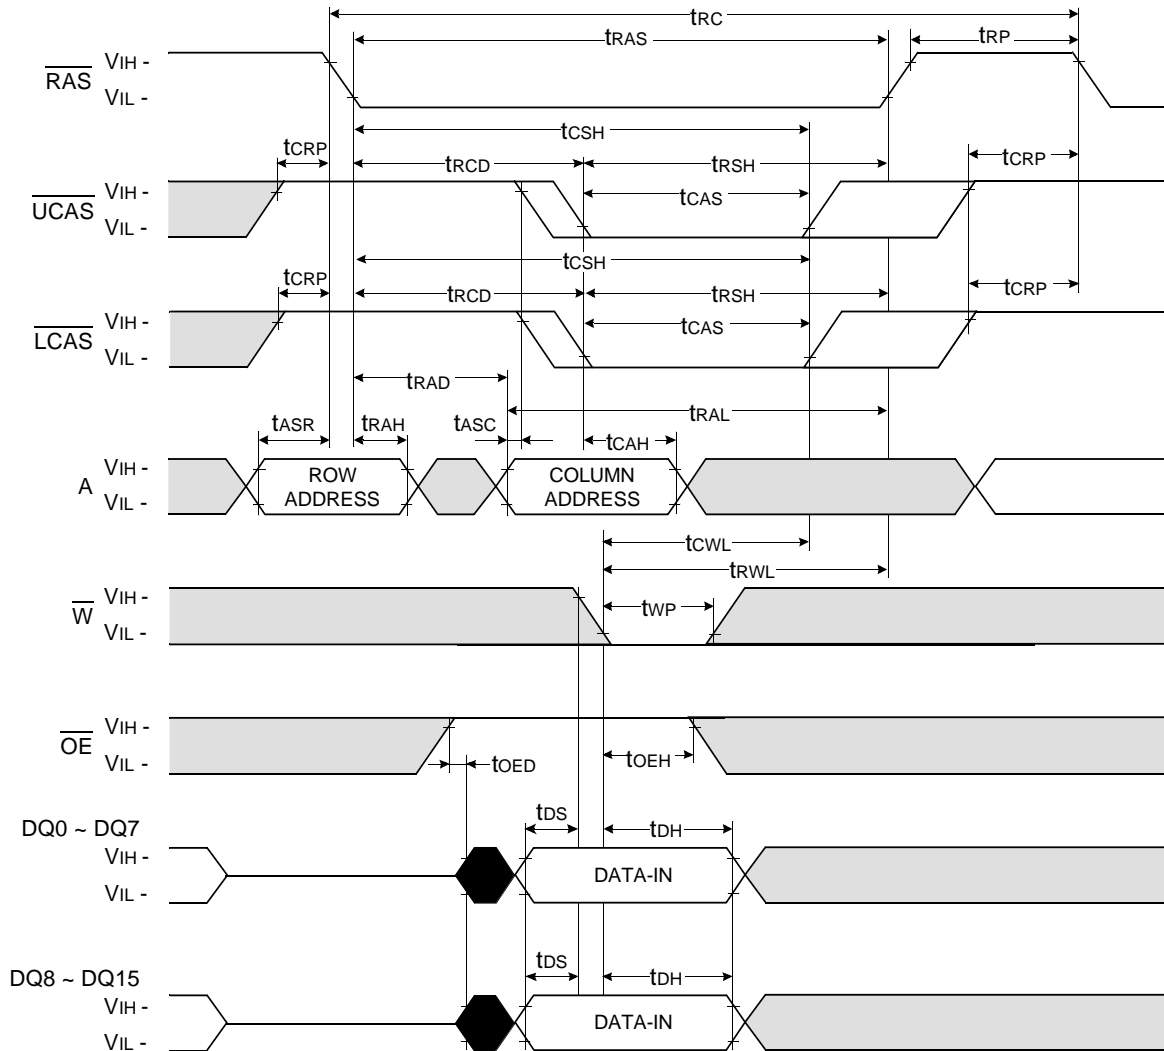 tRC
tRAS
tRP
RAS
VIH -
VIL -
tCSH
tCRP
tRCD
tRSH
tCRP
UCAS
VIH -
VIL -
tCAS
tCSH
tCRP
tRCD
tRSH
tCRP
LCAS
VIH -
VIL -
tCAS
tRAD
tRAL
tASR
tRAH
tASC
tCAH
A
VIH -
VIL -
ROW
ADDRESS
COLUMN
ADDRESS
tCWL
tRWL
W
VIH -
VIL -
tWP
OE
VIH -
VIL -
tOED
tOEH
DQ0 ~ DQ7
tDS
tDH
VIH -
VIL -
DATA-IN
DQ8 ~ DQ15
tDS
tDH
VIH -
VIL -
DATA-IN